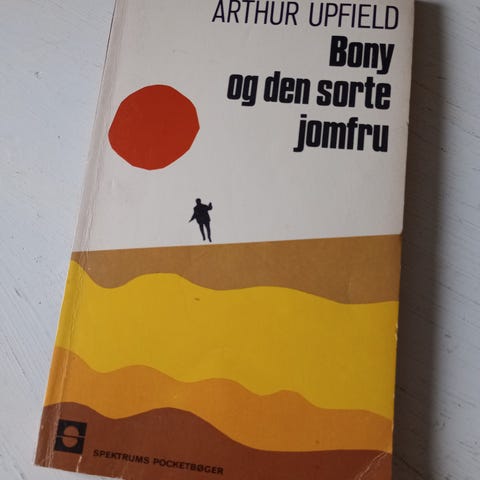 ARTHUR UPFIELD
Bony
og den sorte
jomfru
SPEKTRUMS POCKETBØGER